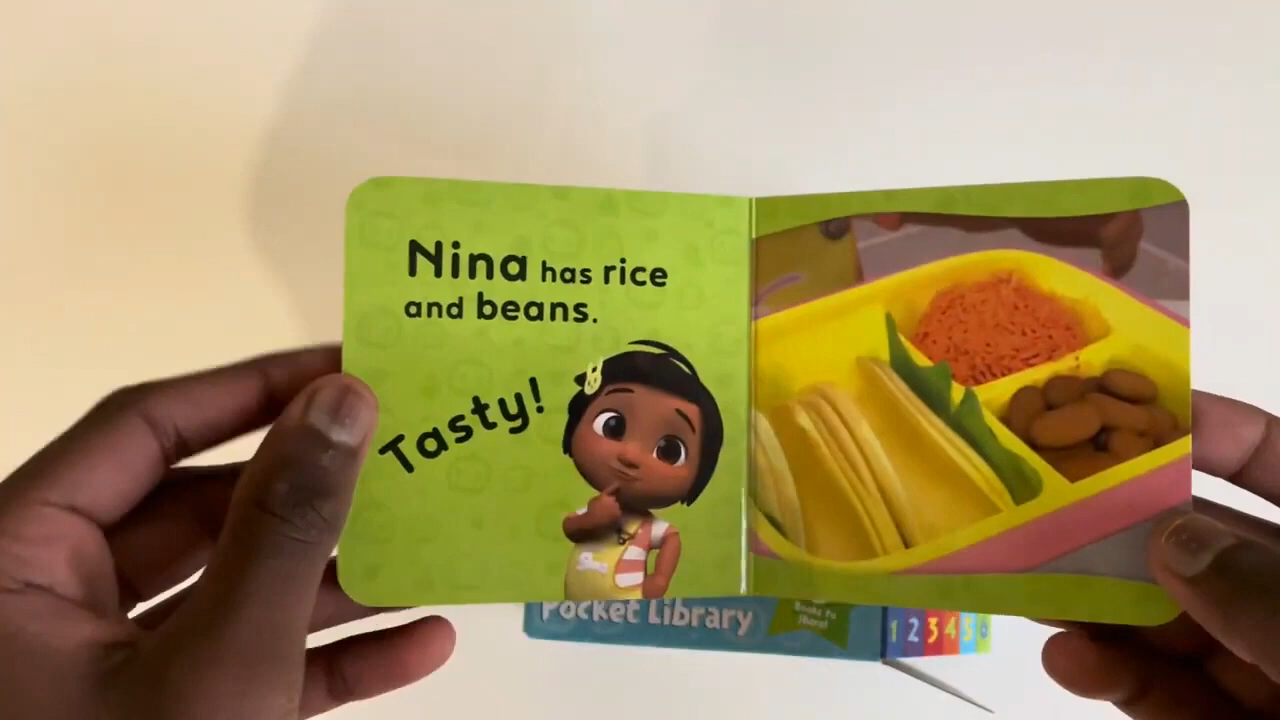 Nina has rice
and beans.
Tasty!
Pocket Library
Books to
Share!
1 2 3 4 5 6